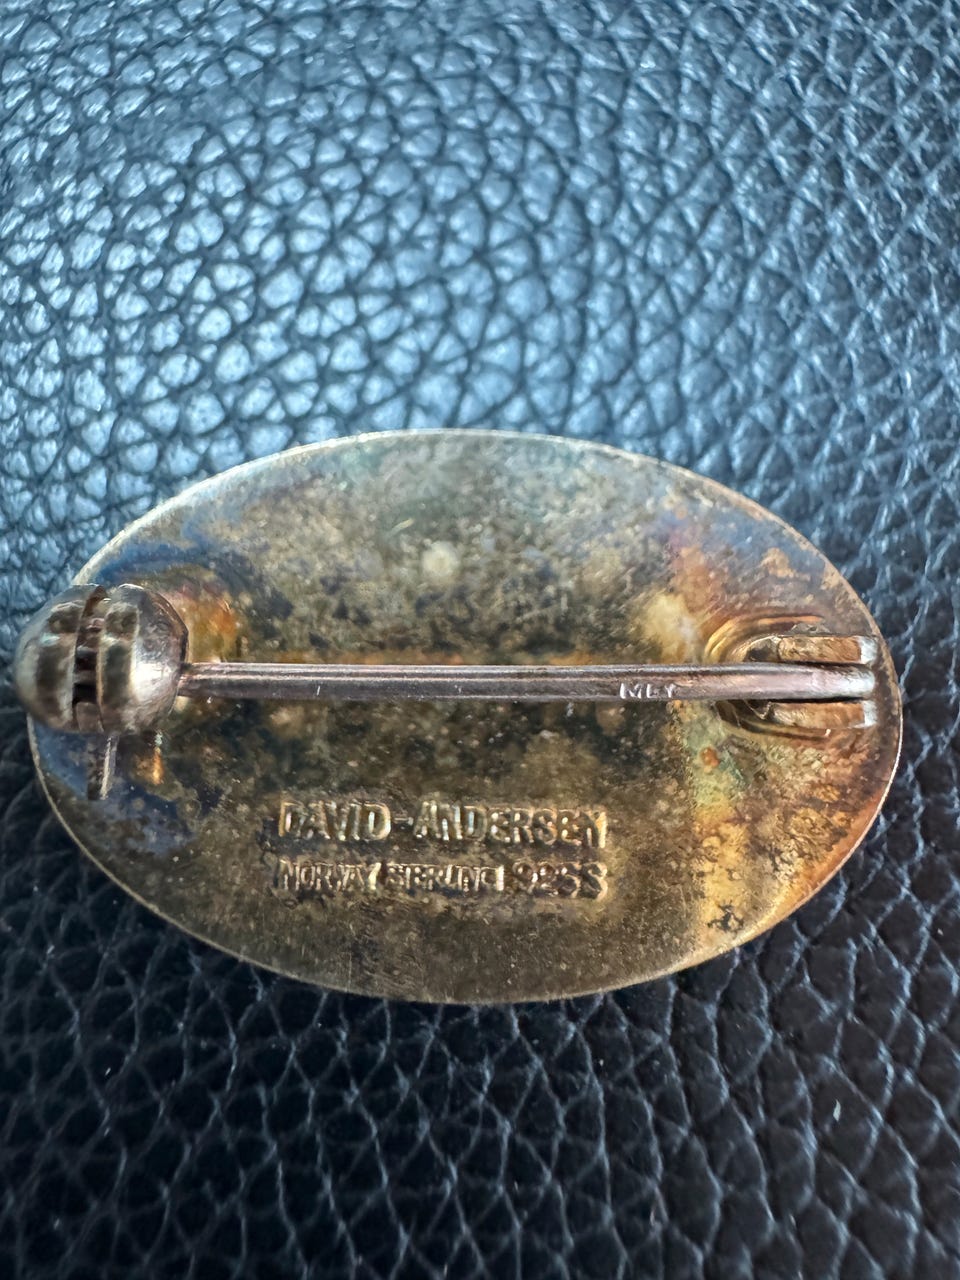 DAVID-ANDERSEN
NORWAY STERLING 925S